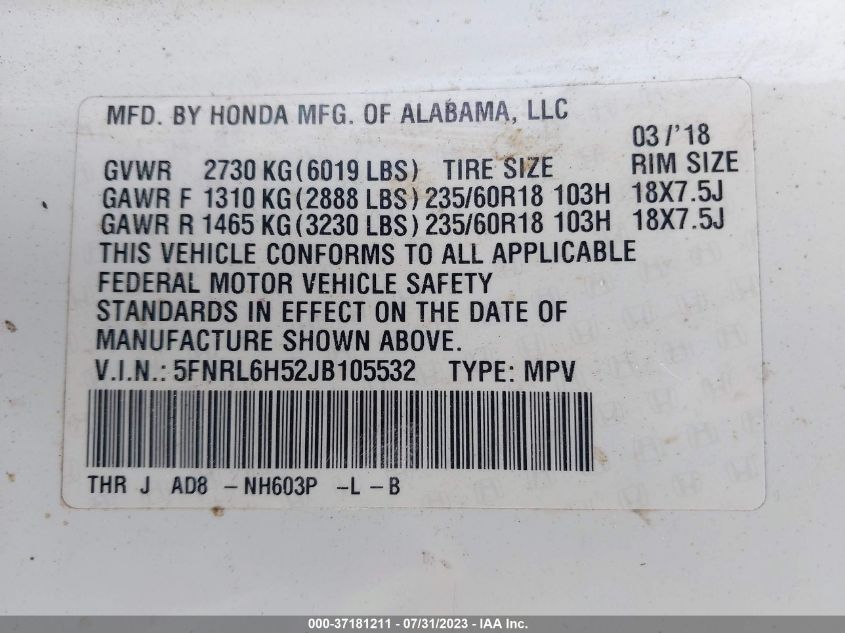 MFD. BY HONDA MFG. OF ALABAMA, LLC
03/'18
GVWR 2730 KG(6019 LBS) TIRE SIZE RIM SIZE
GAWR F 1310 KG(2888 LBS) 235/60R18 103H 18X7.5J
GAWR R 1465 KG(3230 LBS) 235/60R18 103H 18X7.5J
THIS VEHICLE CONFORMS TO ALL APPLICABLE
FEDERAL MOTOR VEHICLE SAFETY
STANDARDS IN EFFECT ON THE DATE OF
MANUFACTURE SHOWN ABOVE.
V.I.N.: 5FNRL6H52JB105532 TYPE: MPV
THR J AD8 -NH603P -L -B
000-37181211 - 07/31/2023 - IAA Inc.